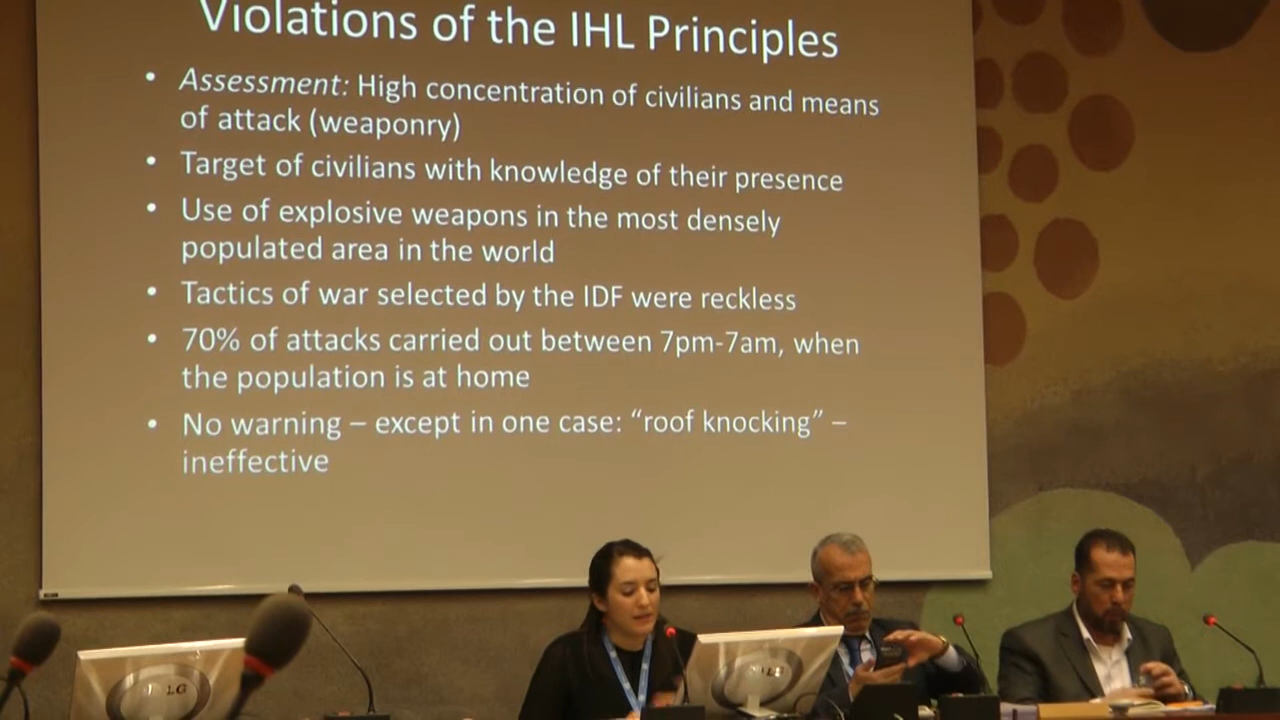 Violations of the IHL Principles
• Assessment: High concentration of civilians and means
of attack (weaponry)
• Target of civilians with knowledge of their presence
• Use of explosive weapons in the most densely
populated area in the world
• Tactics of war selected by the IDF were reckless
• 70% of attacks carried out between 7pm-7am, when
the population is at home
• No warning – except in one case: “roof knocking” –
ineffective
LG
LG